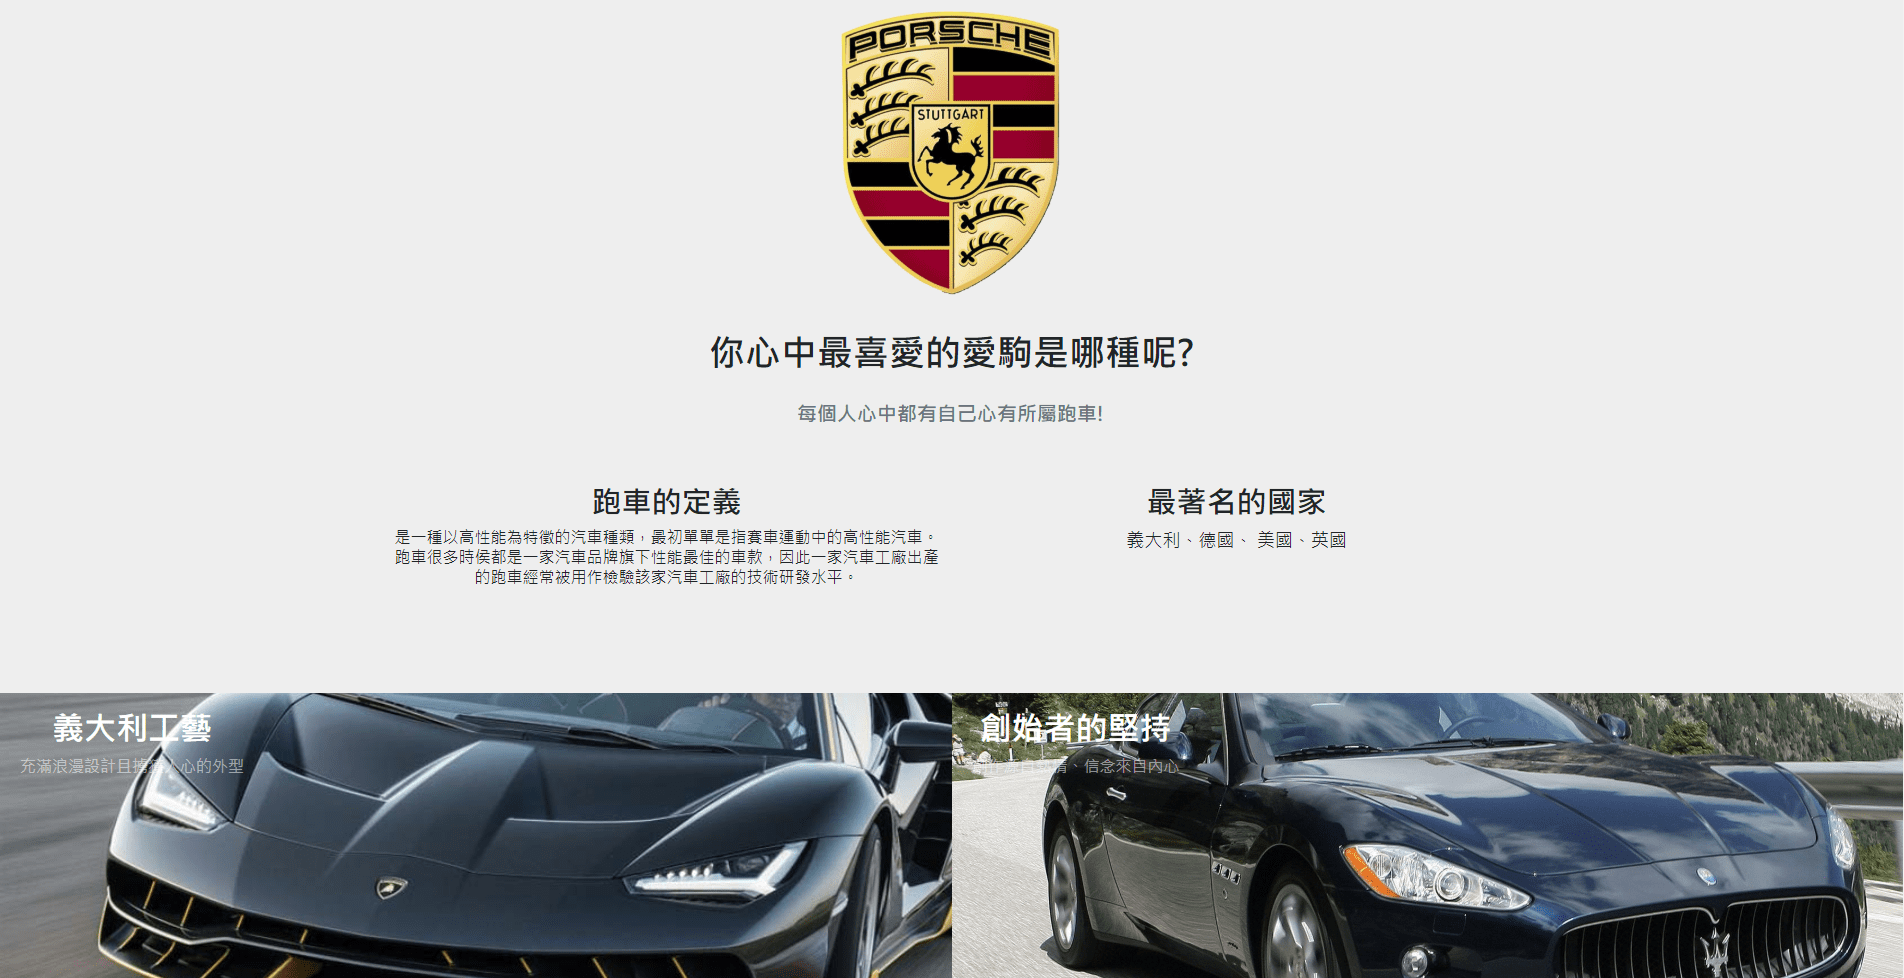 PORSCHE
STUTTGART
你心中最喜愛的愛駒是哪種呢?
每個人心中都有自己心有所屬跑車!
跑車的定義
是一種以高性能為特徵的汽車種類，最初單單是指賽車運動中的高性能汽車。
跑車很多時侯都是一家汽車品牌旗下性能最佳的車款，因此一家汽車工廠出產
的跑車經常被用作檢驗該家汽車工廠的技術研發水平。
最著名的國家
義大利、德國、 美國、英國
義大利工藝
充滿浪漫設計且擄獲人心的外型
創始者的堅持
、信念來自內心